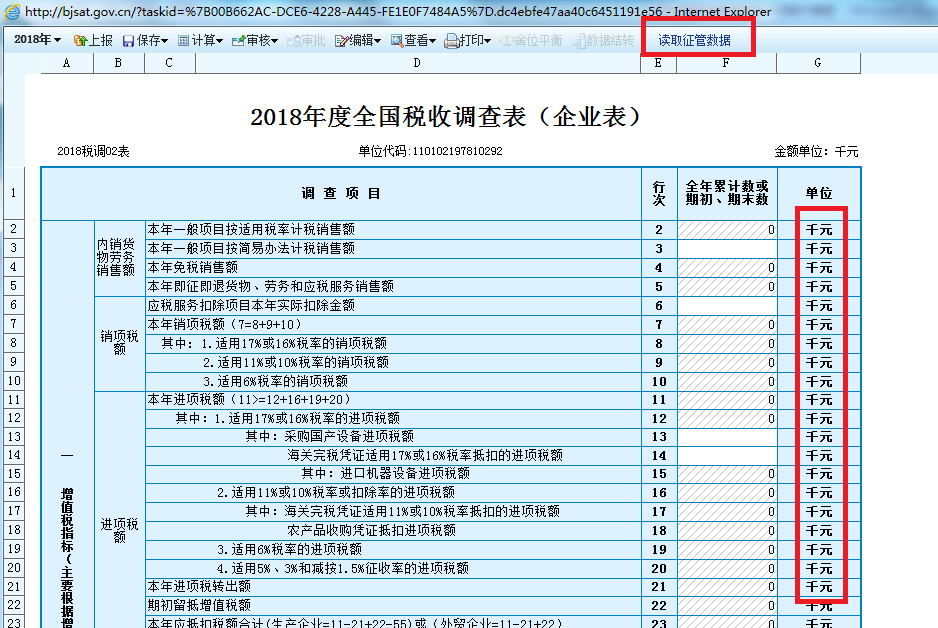 http://bjsat.gov.cn/?taskid=%7B00B662AC-DCE6-4228-A445-FE1E0F7484A5%7D.dc4ebfe47aa40c6451191e56 - Internet Explorer
2018年 上报 保存 计算 审核 审批 编辑 查看 打印 舍位平衡 数据结转 读取征管数据
A B C D E F G
2018年度全国税收调查表（企业表）
2018税调02表 单位代码:110102197810292 金额单位：千元
1 调 查 项 目 行次 全年累计数或期初、期末数 单位
一 增值税指标(主要根据增
内销货物劳务销售额
2 本年一般项目按适用税率计税销售额 2 0 千元
3 本年一般项目按简易办法计税销售额 3 千元
4 本年免税销售额 4 0 千元
5 本年即征即退货物、劳务和应税服务销售额 5 0 千元
销项税额
6 应税服务扣除项目本年实际扣除金额 6 千元
7 本年销项税额（7=8+9+10） 7 0 千元
8 其中：1.适用17%或16%税率的销项税额 8 0 千元
9 2.适用11%或10%税率的销项税额 9 0 千元
10 3.适用6%税率的销项税额 10 0 千元
进项税额
11 本年进项税额（11>=12+16+19+20） 11 0 千元
12 其中：1.适用17%或16%税率的进项税额 12 0 千元
13 其中：采购国产设备进项税额 13 千元
14 海关完税凭证适用17%或16%税率抵扣的进项税额 14 千元
15 其中：进口机器设备进项税额 15 0 千元
16 2.适用11%或10%税率或扣除率的进项税额 16 0 千元
17 其中：海关完税凭证适用11%或10%税率抵扣的进项税额 17 0 千元
18 农产品收购凭证抵扣进项税额 18 0 千元
19 3.适用6%税率的进项税额 19 0 千元
20 4.适用5%、3%和减按1.5%征收率的进项税额 20 0 千元
21 本年进项税转出额 21 0 千元
22 期初留抵增值税额 22 0 千元
23 本年应抵扣税额合计(生产企业=11-21+22-55)或（外贸企业=11-21+22） 23 0 千元